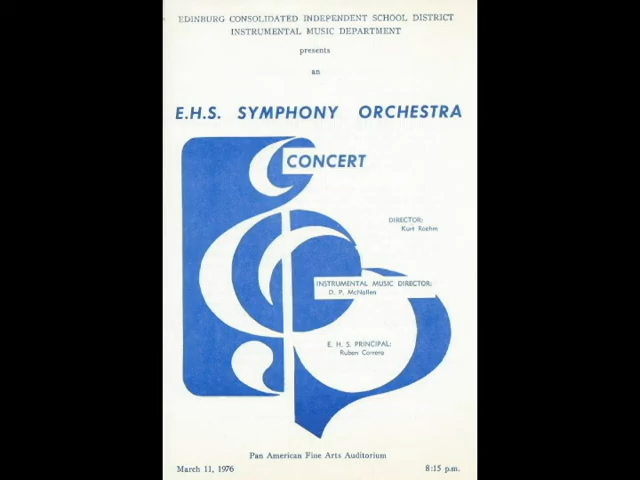 EDINBURG CONSOLIDATED INDEPENDENT SCHOOL DISTRICT
INSTRUMENTAL MUSIC DEPARTMENT
presents
an
E.H.S. SYMPHONY ORCHESTRA
CONCERT
DIRECTOR:
Kurt Roehm
INSTRUMENTAL MUSIC DIRECTOR:
D. P. McNallen
E. H. S. PRINCIPAL:
Ruben Correra
Pan American Fine Arts Auditorium
March 11, 1976 8:15 p.m.